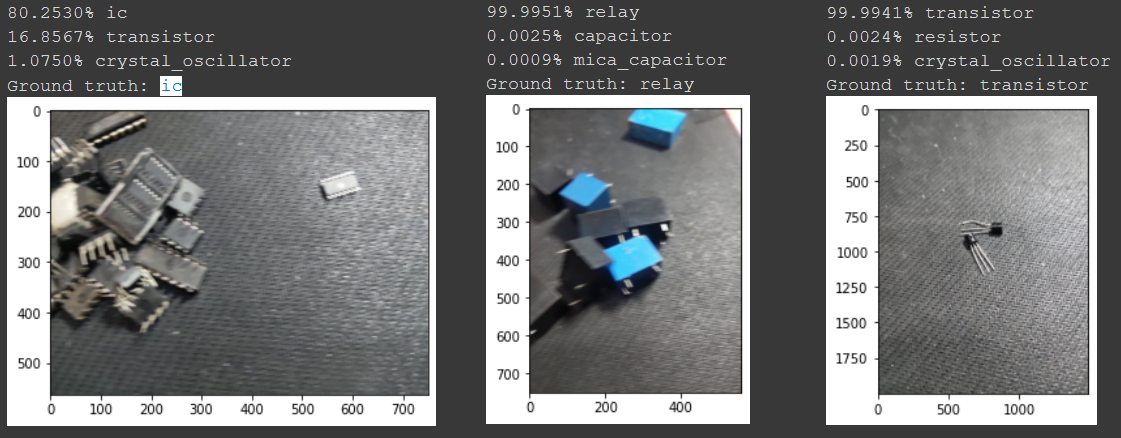 80.2530% ic
16.8567% transistor
1.0750% crystal_oscillator
Ground truth: ic
0
100
200
300
400
500
0 100 200 300 400 500 600 700
99.9951% relay
0.0025% capacitor
0.0009% mica_capacitor
Ground truth: relay
0
100
200
300
400
500
600
700
0 200 400
99.9941% transistor
0.0024% resistor
0.0019% crystal_oscillator
Ground truth: transistor
0
250
500
750
1000
1250
1500
1750
0 500 1000